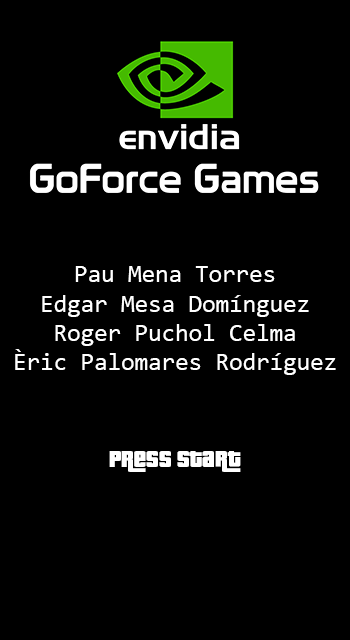 envidia
GoForce Games
Pau Mena Torres
Edgar Mesa Domínguez
Roger Puchol Celma
Èric Palomares Rodríguez
PRESS START